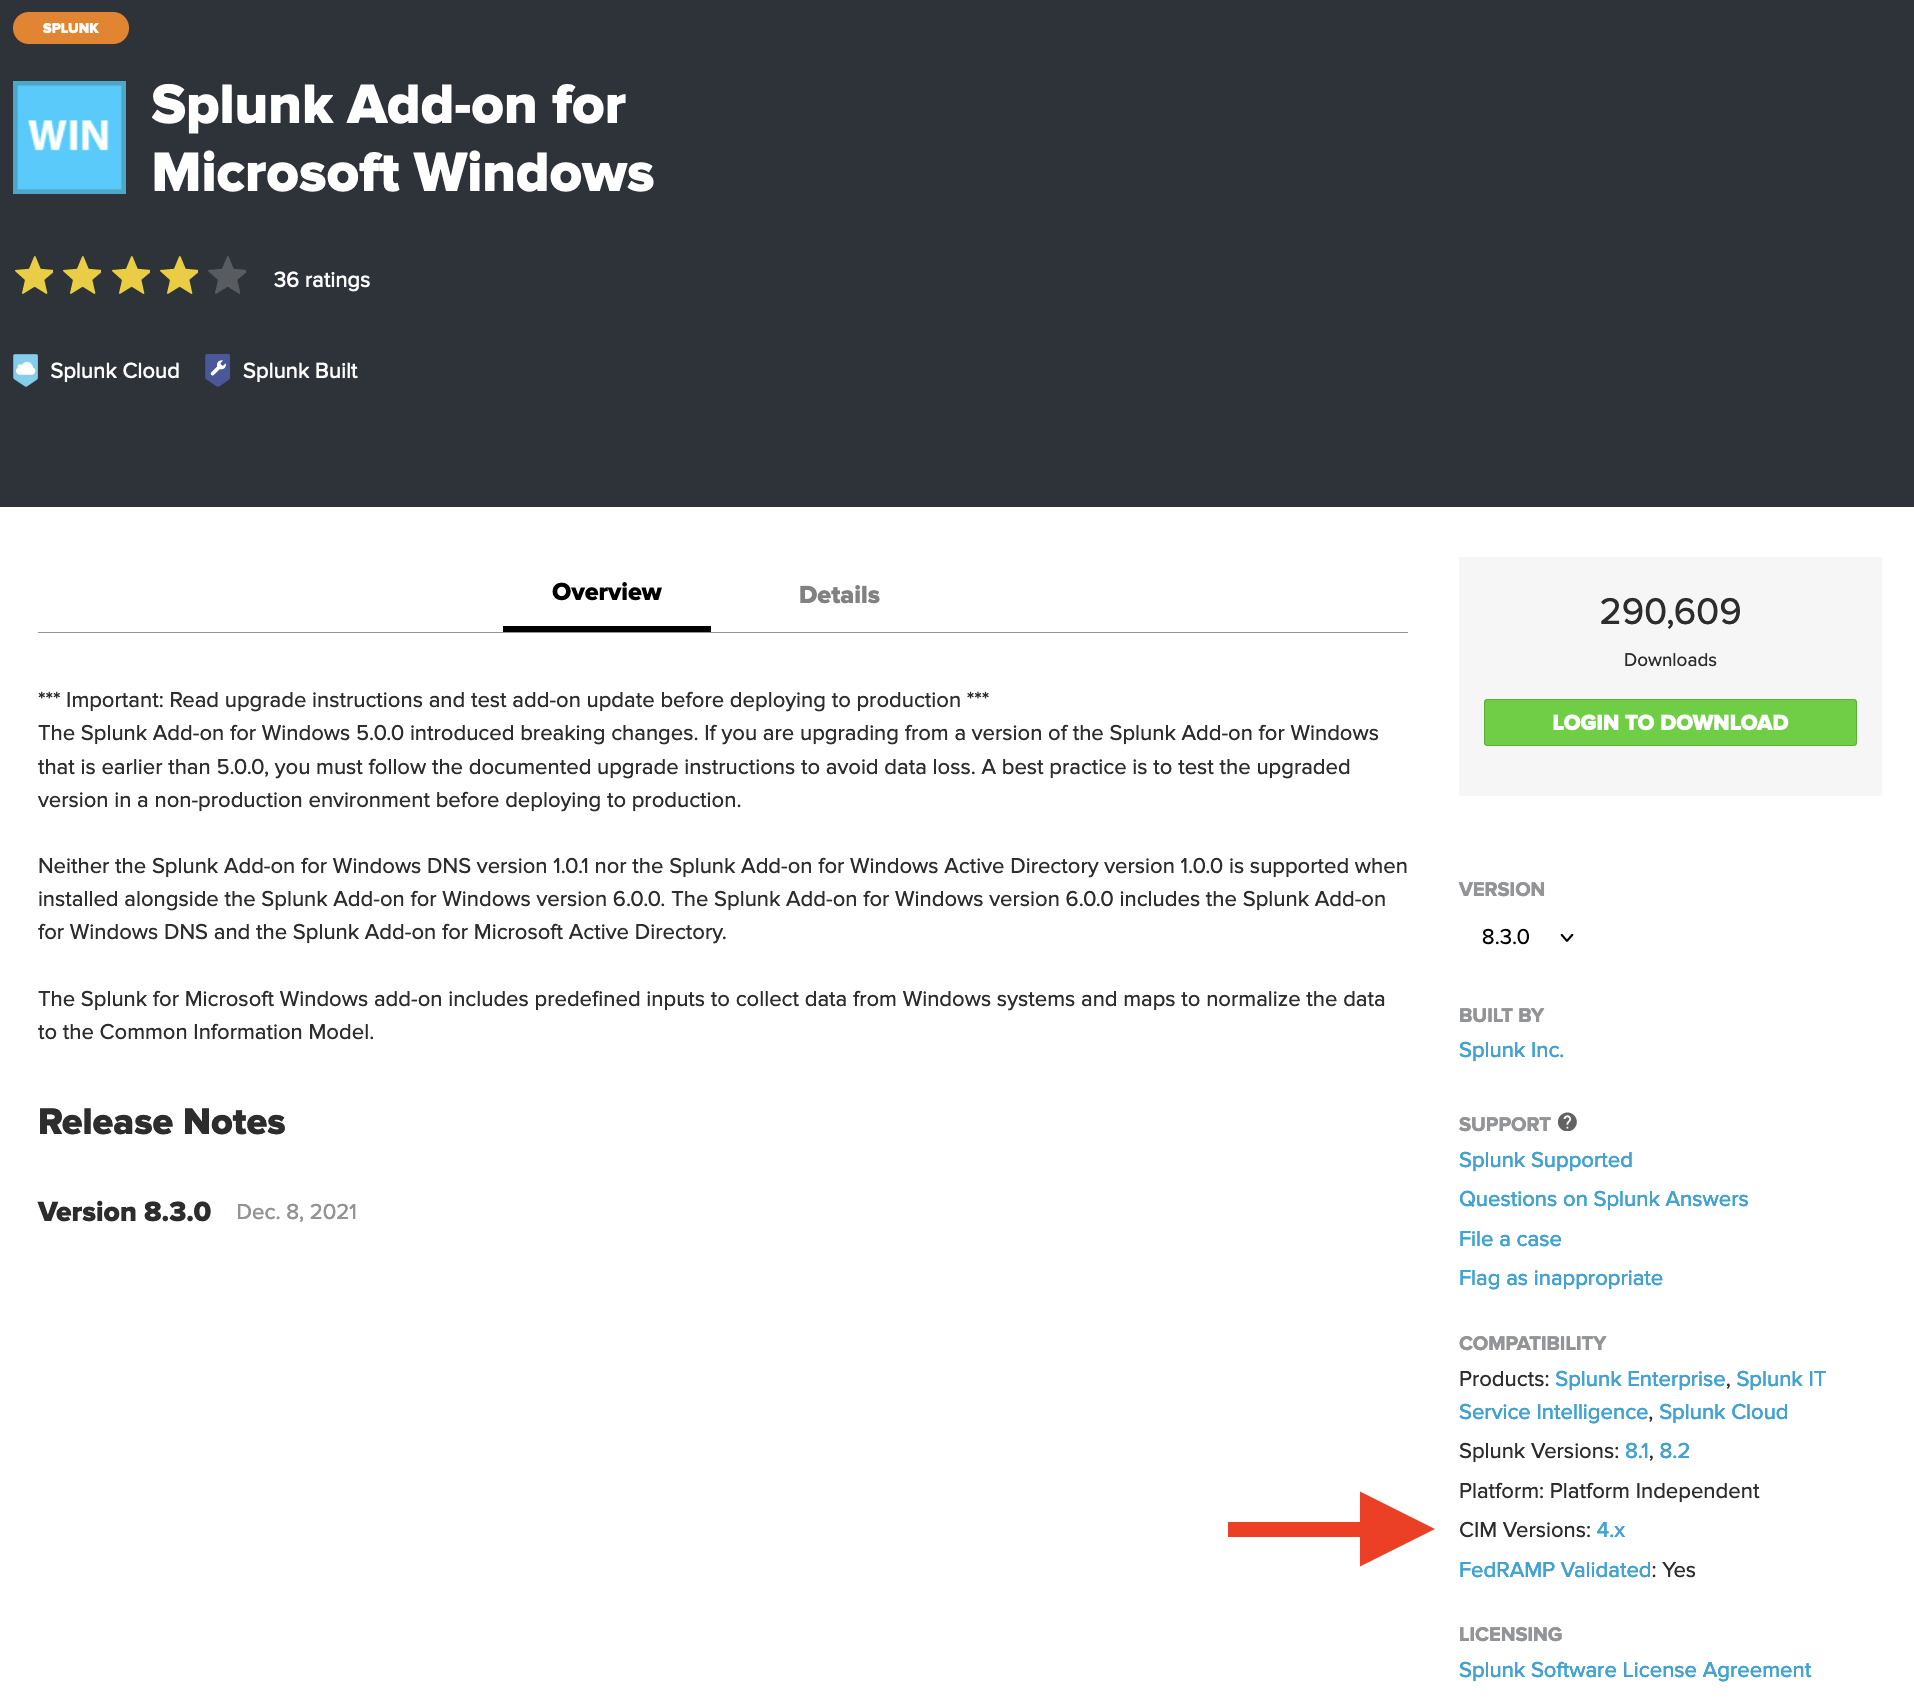 SPLUNK
WIN
Splunk Add-on for
Microsoft Windows
36 ratings
Splunk Cloud
Splunk Built
Overview
Details
*** Important: Read upgrade instructions and test add-on update before deploying to production ***
The Splunk Add-on for Windows 5.0.0 introduced breaking changes. If you are upgrading from a version of the Splunk Add-on for Windows
that is earlier than 5.0.0, you must follow the documented upgrade instructions to avoid data loss. A best practice is to test the upgraded
version in a non-production environment before deploying to production.
Neither the Splunk Add-on for Windows DNS version 1.0.1 nor the Splunk Add-on for Windows Active Directory version 1.0.0 is supported when
installed alongside the Splunk Add-on for Windows version 6.0.0. The Splunk Add-on for Windows version 6.0.0 includes the Splunk Add-on
for Windows DNS and the Splunk Add-on for Microsoft Active Directory.
The Splunk for Microsoft Windows add-on includes predefined inputs to collect data from Windows systems and maps to normalize the data
to the Common Information Model.
Release Notes
Version 8.3.0 Dec. 8, 2021
290,609
Downloads
LOGIN TO DOWNLOAD
VERSION
8.3.0
BUILT BY
Splunk Inc.
SUPPORT ?
Splunk Supported
Questions on Splunk Answers
File a case
Flag as inappropriate
COMPATIBILITY
Products: Splunk Enterprise, Splunk IT
Service Intelligence, Splunk Cloud
Splunk Versions: 8.1, 8.2
Platform: Platform Independent
CIM Versions: 4.x
FedRAMP Validated: Yes
LICENSING
Splunk Software License Agreement